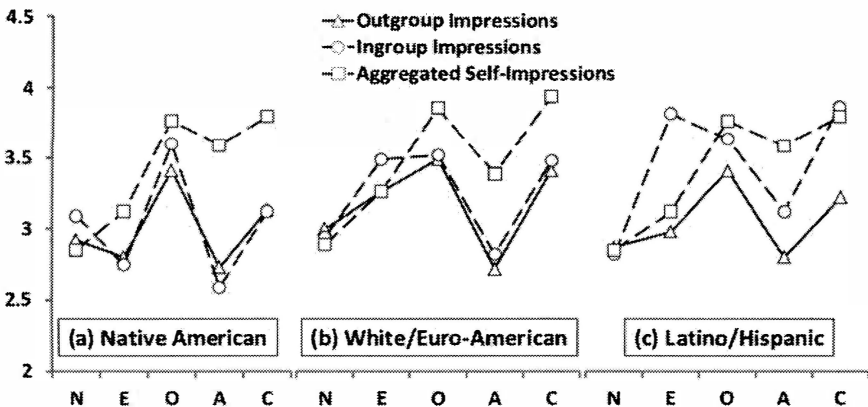 4.5
Outgroup Impressions
Ingroup Impressions
Aggregated Self-Impressions
4
3.5
3
2.5
(a) Native American (b) White/Euro-American (c) Latino/Hispanic
2
N E O A C N E O A C N E O A C